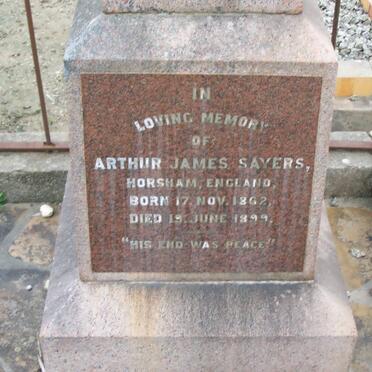 IN
LOVING MEMORY
OF
ARTHUR JAMES SAYERS,
HORSHAM, ENGLAND,
BORN 17. NOV. 1862,
DIED 19. JUNE 1899,
"HIS END WAS PEACE"